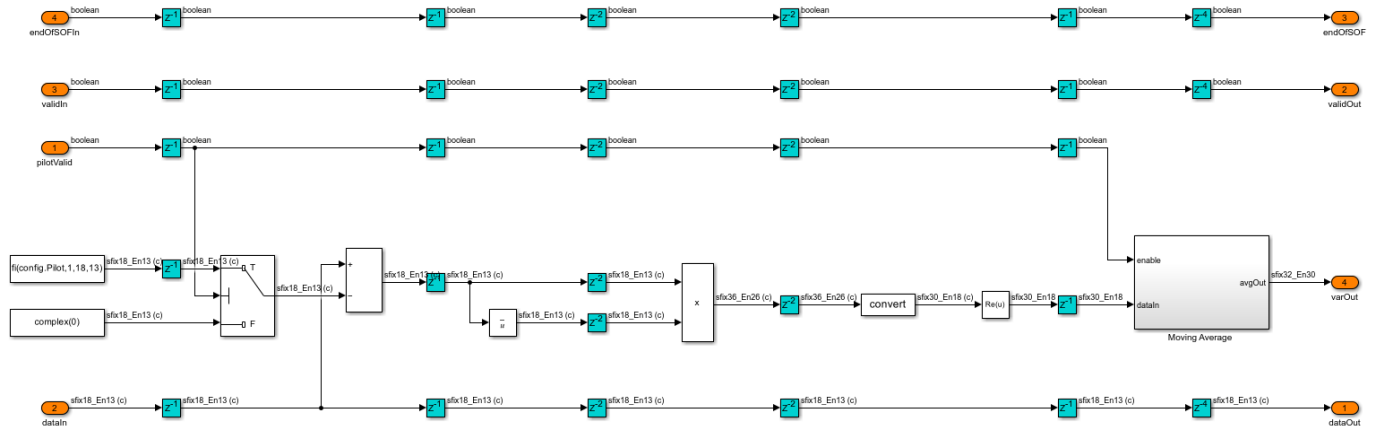 boolean boolean boolean boolean boolean boolean boolean
4 z-1 z-1 z-2 z-2 z-1 z-4 3
endOfSOFIn endOfSOF
boolean boolean boolean boolean boolean boolean boolean
3 z-1 z-1 z-2 z-2 z-1 z-4 2
validIn validOut
boolean boolean boolean boolean boolean
1 z-1 z-1 z-2 z-2 z-1
pilotValid
fi(config.Pilot,1,18,13) sfix18_En13 (c) z-1 sfix18_En13 (c) T
sfix18_En13 (c)
complex(0) sfix18_En13 (c) F
+
−
sfix18_En13 (c) z-1 sfix18_En13 (c) z-2 sfix18_En13 (c)
u sfix18_En13 (c) z-2 sfix18_En13 (c)
x sfix36_En26 (c) z-2 sfix36_En26 (c) convert sfix30_En18 (c) Re(u) sfix30_En18 z-1 sfix30_En18
enable
avgOut sfix32_En30 4
dataIn varOut
Moving Average
sfix18_En13 (c) sfix18_En13 (c) sfix18_En13 (c) sfix18_En13 (c) sfix18_En13 (c) sfix18_En13 (c) sfix18_En13 (c)
2 z-1 z-1 z-2 z-2 z-1 z-4 1
dataIn dataOut